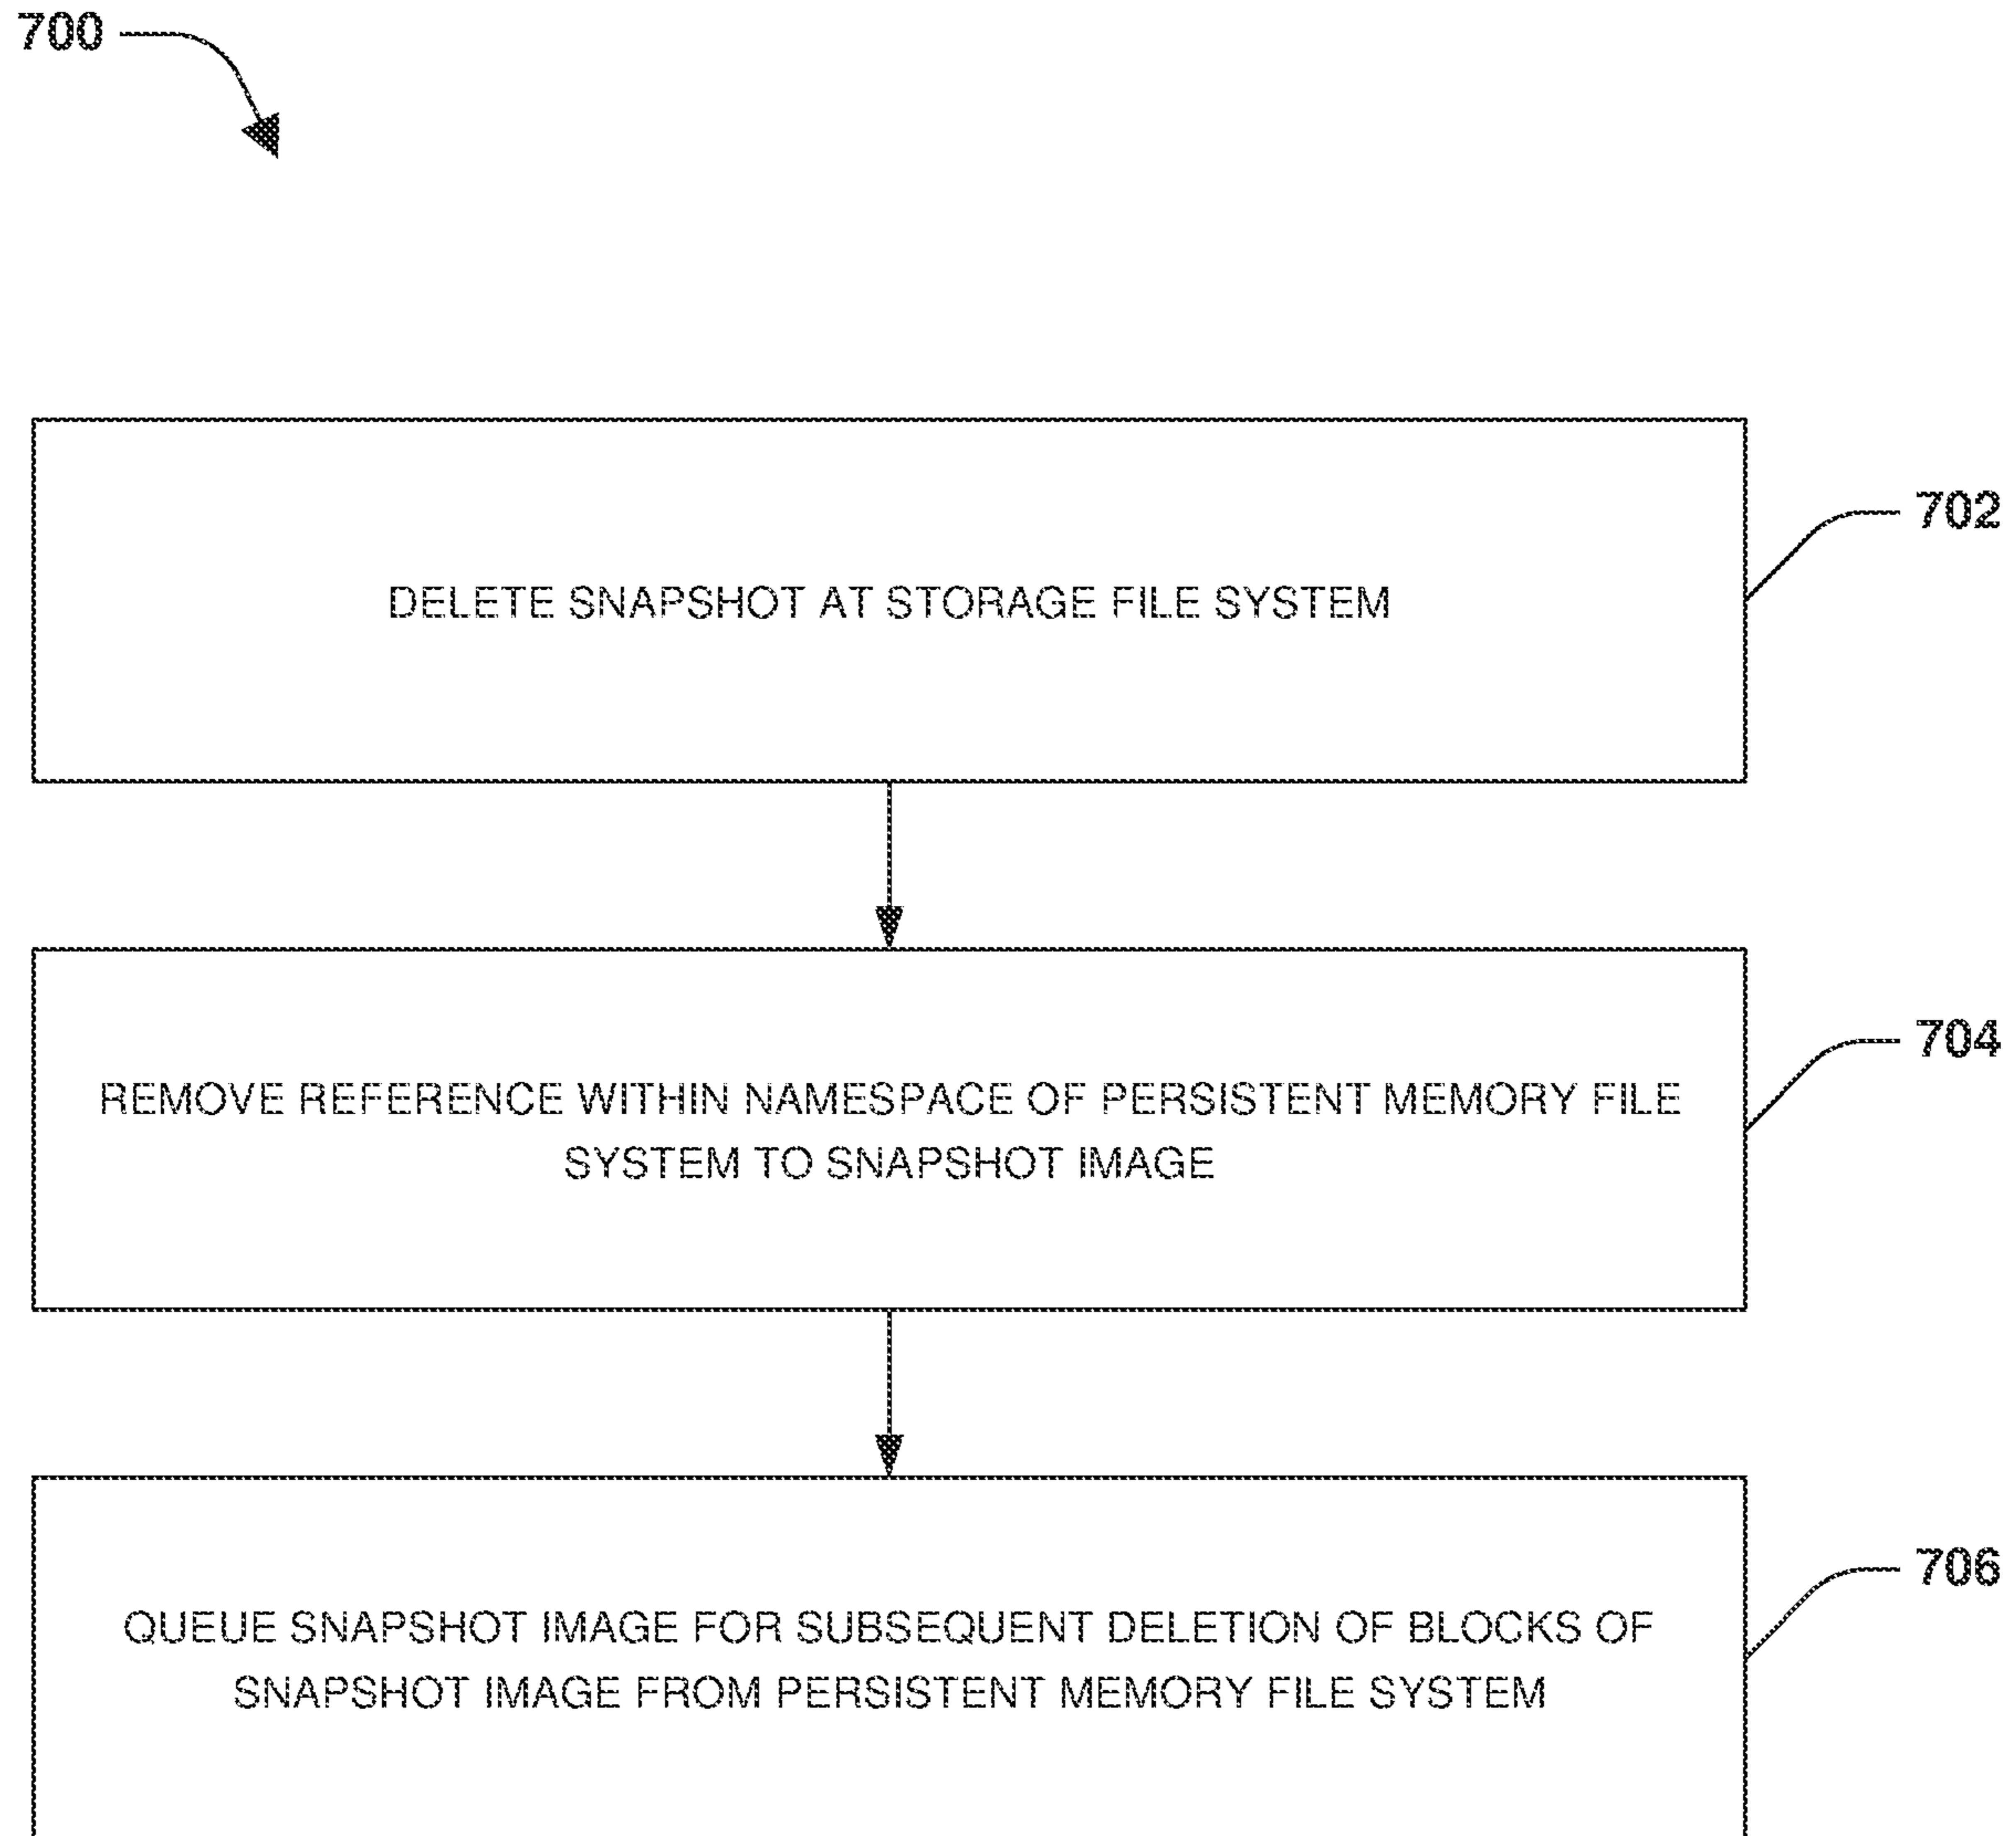 700
DELETE SNAPSHOT AT STORAGE FILE SYSTEM
702
REMOVE REFERENCE WITHIN NAMESPACE OF PERSISTENT MEMORY FILE
SYSTEM TO SNAPSHOT IMAGE
704
QUEUE SNAPSHOT IMAGE FOR SUBSEQUENT DELETION OF BLOCKS OF
SNAPSHOT IMAGE FROM PERSISTENT MEMORY FILE SYSTEM
706